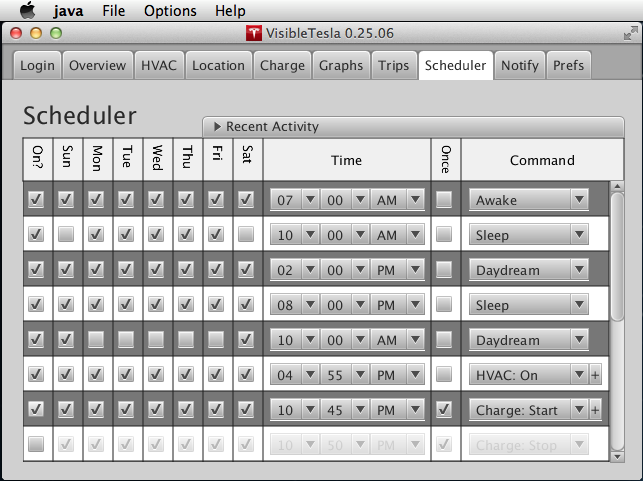 java File Options Help
VisibleTesla 0.25.06
Login Overview HVAC Location Charge Graphs Trips Scheduler Notify Prefs
Scheduler
Recent Activity
On? Sun Mon Tue Wed Thu Fri Sat Time Once Command
07 00 AM Awake
10 00 AM Sleep
02 00 PM Daydream
08 00 PM Sleep
10 00 AM Daydream
04 55 PM HVAC: On +
10 45 PM Charge: Start +
10 50 PM Charge: Stop